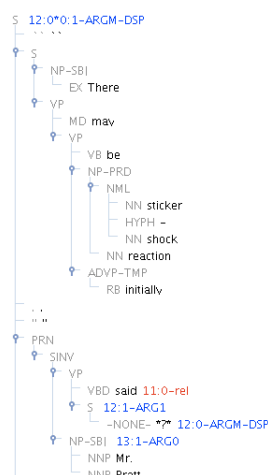 S 12:0*0:1-ARGM-DSP
`` ``
S
NP-SBJ
EX There
VP
MD may
VP
VB be
NP-PRD
NML
NN sticker
HYPH -
NN shock
NN reaction
ADVP-TMP
RB initially
, ,
" "
PRN
SINV
VP
VBD said 11:0-rel
S 12:1-ARG1
-NONE- *?* 12:0-ARGM-DSP
NP-SBJ 13:1-ARG0
NNP Mr.
NNP Pratt